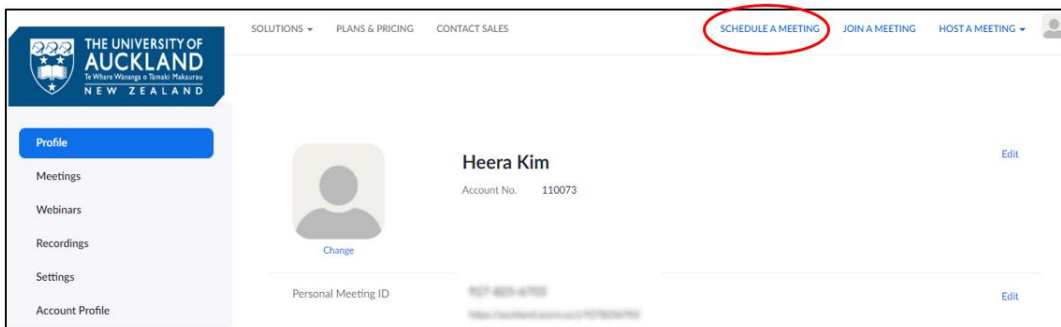 THE UNIVERSITY OF
AUCKLAND
Te Whare Wānanga o Tāmaki Makaurau
NEW ZEALAND
SOLUTIONS PLANS & PRICING CONTACT SALES SCHEDULE A MEETING JOIN A MEETING HOST A MEETING
Profile
Meetings
Webinars
Recordings
Settings
Account Profile
Heera Kim
Edit
Account No. 110073
Change
Personal Meeting ID
Edit